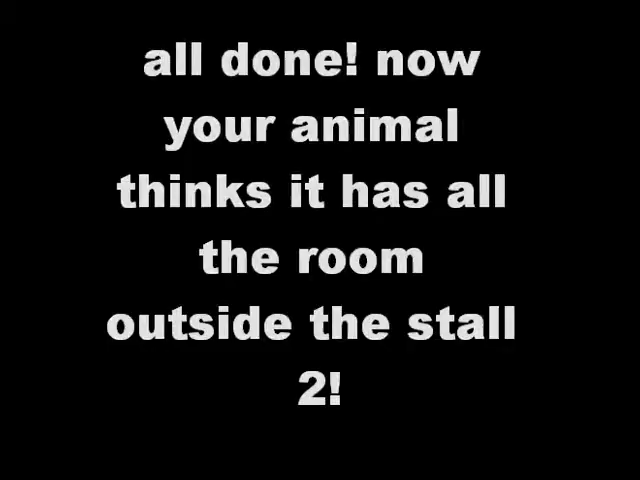 all done! now
your animal
thinks it has all
the room
outside the stall
2!